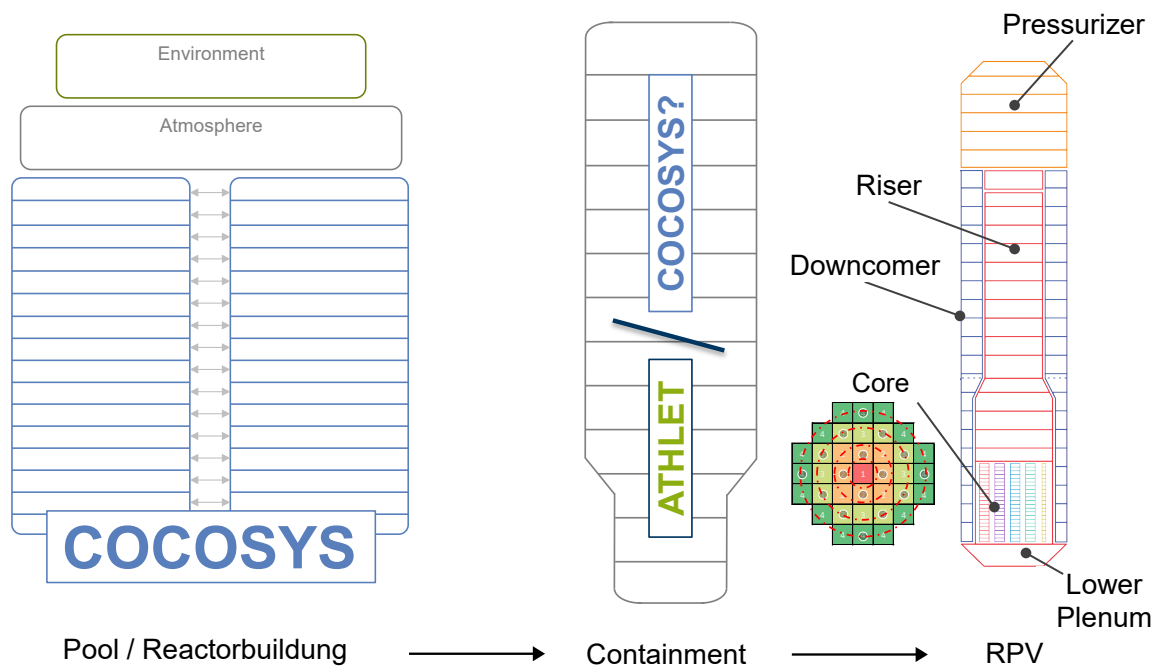 Environment
Atmosphere
COCOSYS
Pool / Reactorbuildung
COCOSYS?
ATHLET
Containment
Pressurizer
Riser
Downcomer
Core
Lower
Plenum
RPV